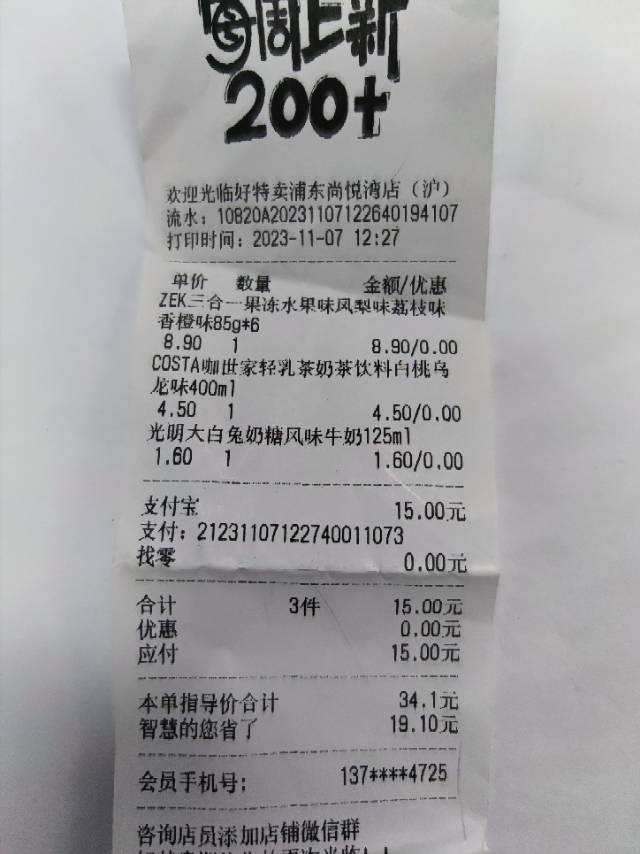 每周上新
200+
欢迎光临好特卖浦东尚悦湾店（沪）
流水：10820A20231107122640194107
打印时间：2023-11-07 12:27
单价 数量 金额/优惠
ZEK三合一果冻水果味凤梨味荔枝味
香橙味85g*6
8.90 1 8.90/0.00
COSTA咖世家轻乳茶奶茶饮料白桃乌
龙味400ml
4.50 1 4.50/0.00
光明大白兔奶糖风味牛奶125ml
1.60 1 1.60/0.00
支付宝 15.00元
支付：21231107122740011073
找零 0.00元
合计 3件 15.00元
优惠 0.00元
应付 15.00元
本单指导价合计 34.1元
智慧的您省了 19.10元
会员手机号： 137****4725
咨询店员添加店铺微信群